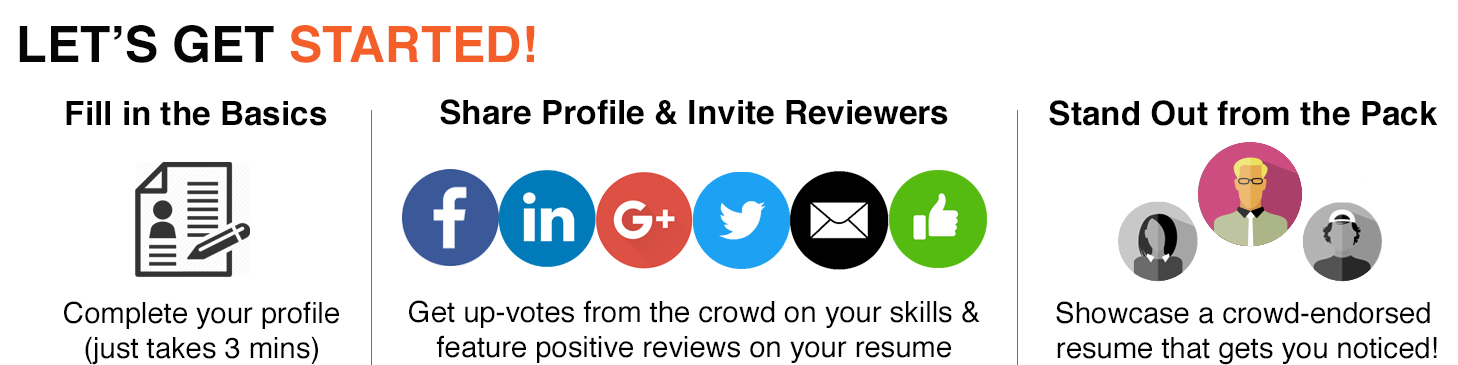 LET'S GET STARTED!
Fill in the Basics
Complete your profile
(just takes 3 mins)
Share Profile & Invite Reviewers
f
in
G+
Get up-votes from the crowd on your skills &
feature positive reviews on your resume
Stand Out from the Pack
Showcase a crowd-endorsed
resume that gets you noticed!